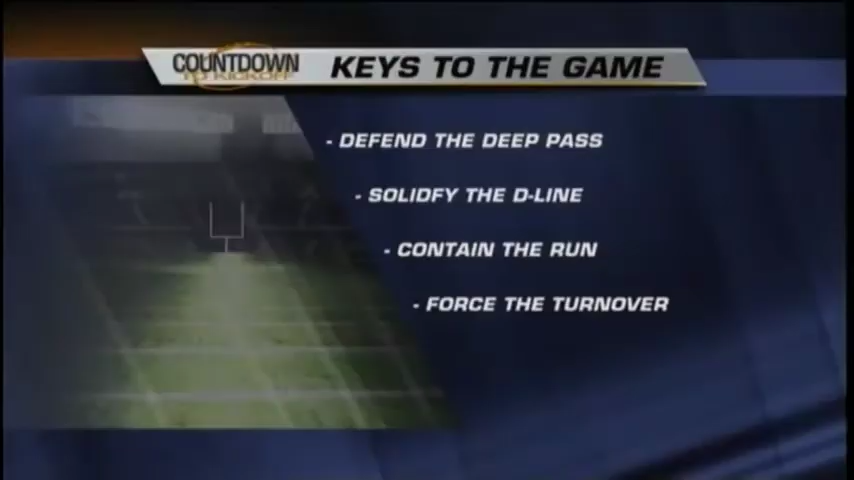 COUNTDOWN
TO KICKOFF
KEYS TO THE GAME
- DEFEND THE DEEP PASS
- SOLIDFY THE D-LINE
- CONTAIN THE RUN
- FORCE THE TURNOVER